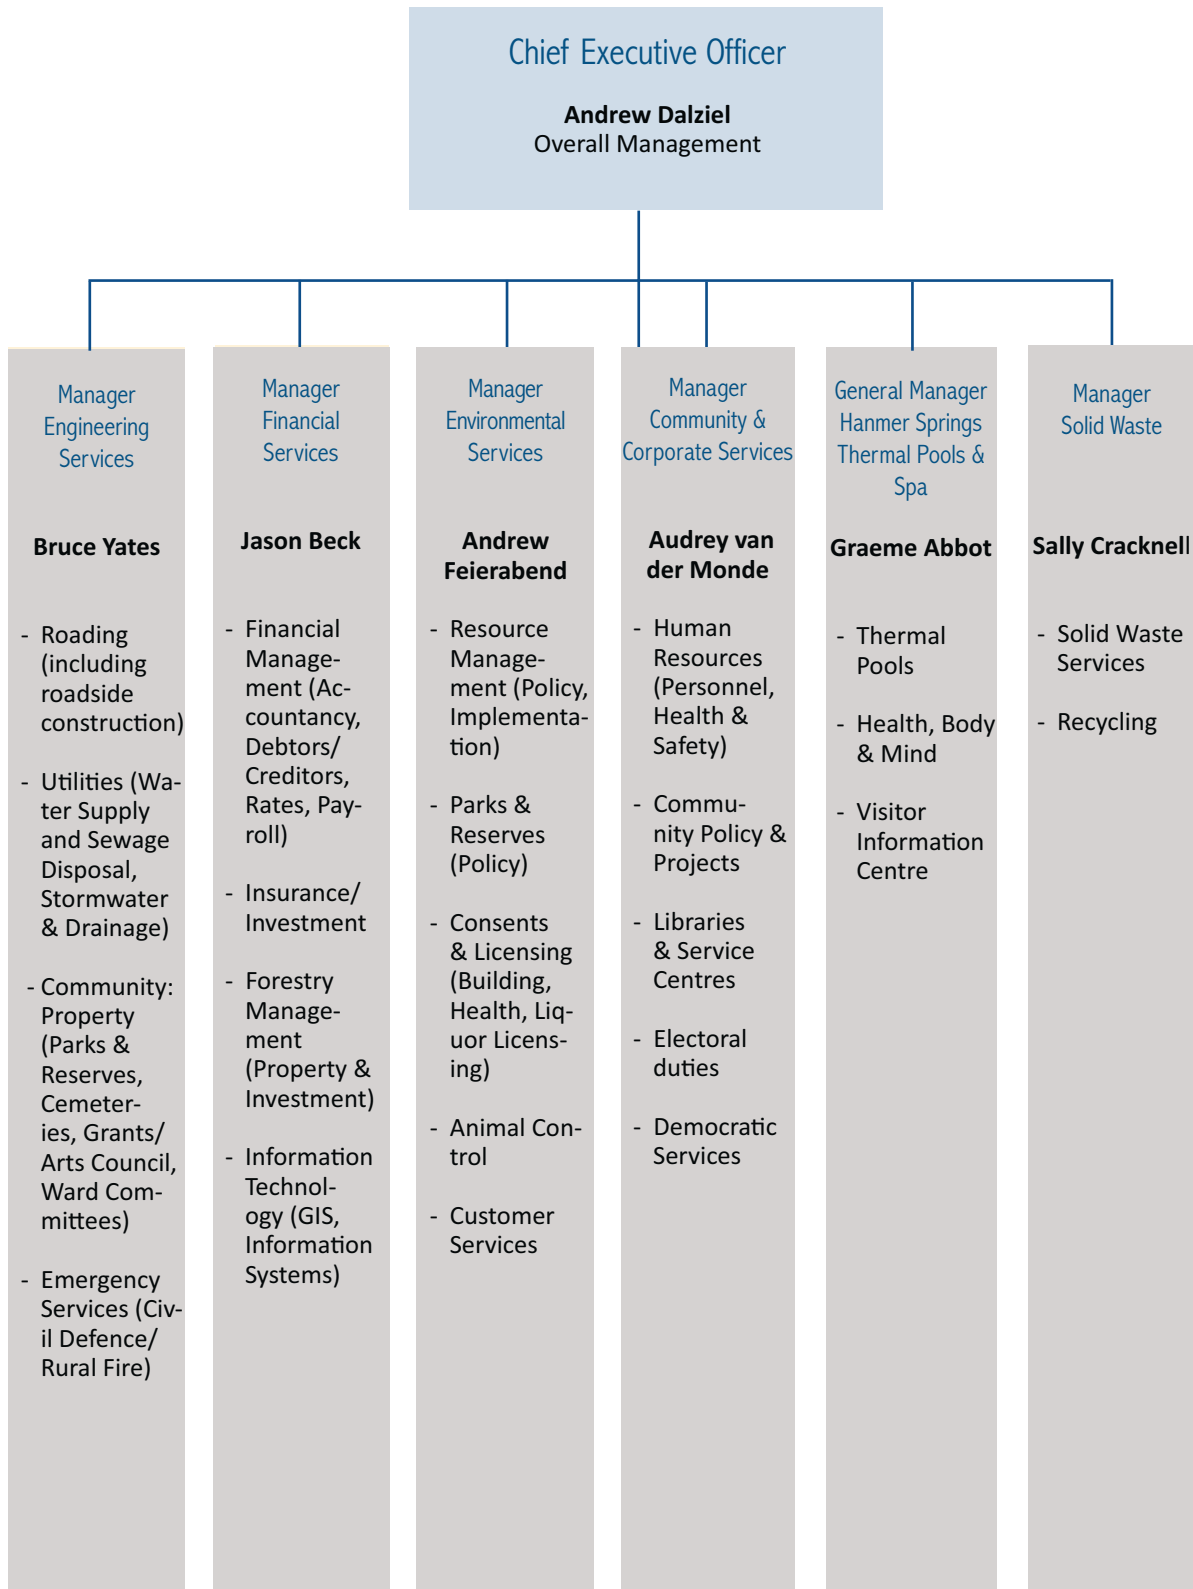 Chief Executive Officer
Andrew Dalziel
Overall Management
Manager
Engineering
Services
Bruce Yates
- Roading
(including
roadside
construction)
- Utilities (Wa-
ter Supply
and Sewage
Disposal,
Stormwater
& Drainage)
- Community:
Property
(Parks &
Reserves,
Cemeter-
ies, Grants/
Arts Council,
Ward Com-
mittees)
- Emergency
Services (Civ-
il Defence/
Rural Fire)
Manager
Financial
Services
Jason Beck
- Financial
Manage-
ment (Ac-
countancy,
Debtors/
Creditors,
Rates, Pay-
roll)
- Insurance/
Investment
- Forestry
Manage-
ment
(Property &
Investment)
- Information
Technol-
ogy (GIS,
Information
Systems)
Manager
Environmental
Services
Andrew
Feierabend
- Resource
Manage-
ment (Policy,
Implementa-
tion)
- Parks &
Reserves
(Policy)
- Consents
& Licensing
(Building,
Health, Liq-
uor Licens-
ing)
- Animal Con-
trol
- Customer
Services
Manager
Community &
Corporate Services
Audrey van
der Monde
- Human
Resources
(Personnel,
Health &
Safety)
- Commu-
nity Policy &
Projects
- Libraries
& Service
Centres
- Electoral
duties
- Democratic
Services
General Manager
Hanmer Springs
Thermal Pools &
Spa
Graeme Abbot
- Thermal
Pools
- Health, Body
& Mind
- Visitor
Information
Centre
Manager
Solid Waste
Sally Cracknell
- Solid Waste
Services
- Recycling